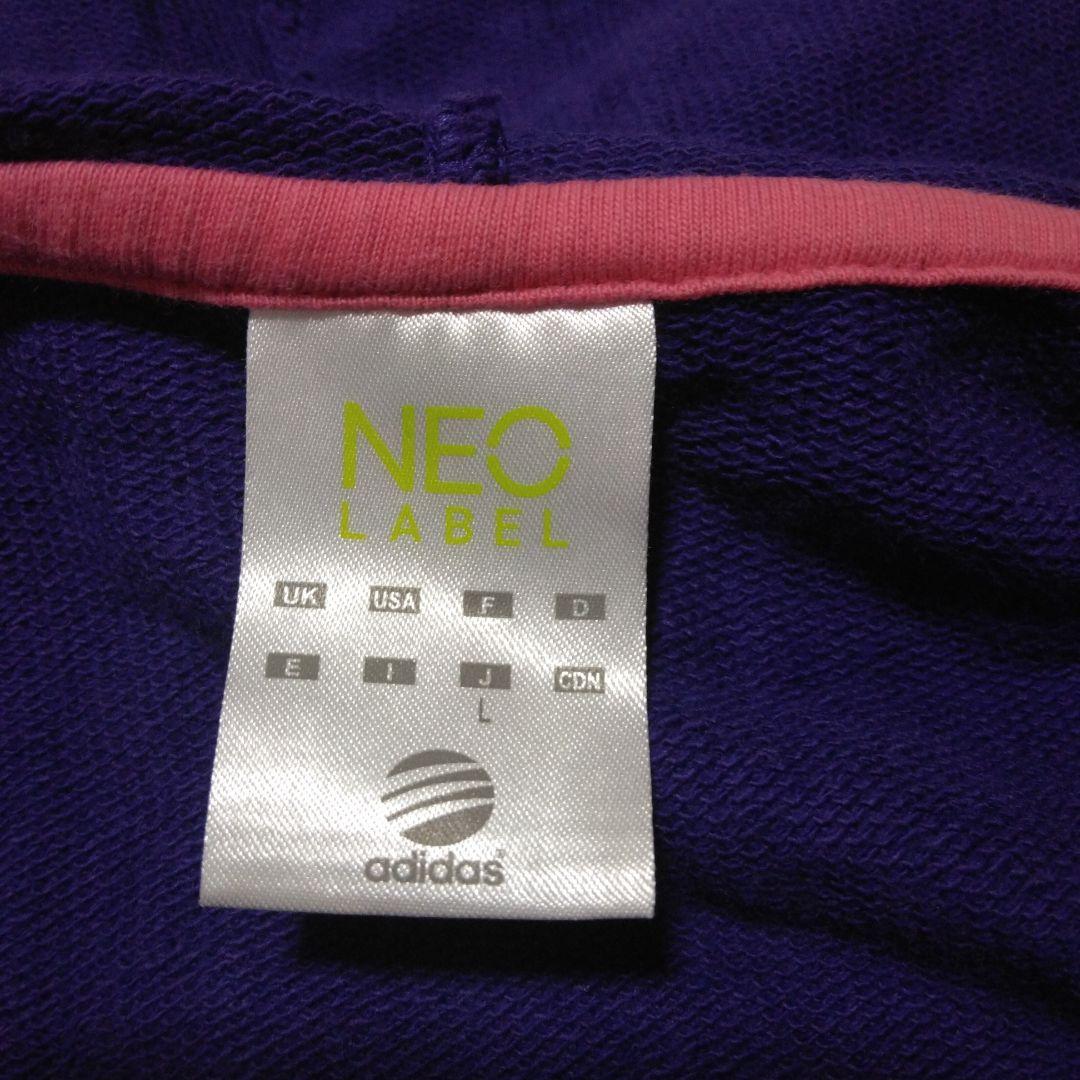 NEO
LABEL
UK USA F D
E I J CDN
L
adidas